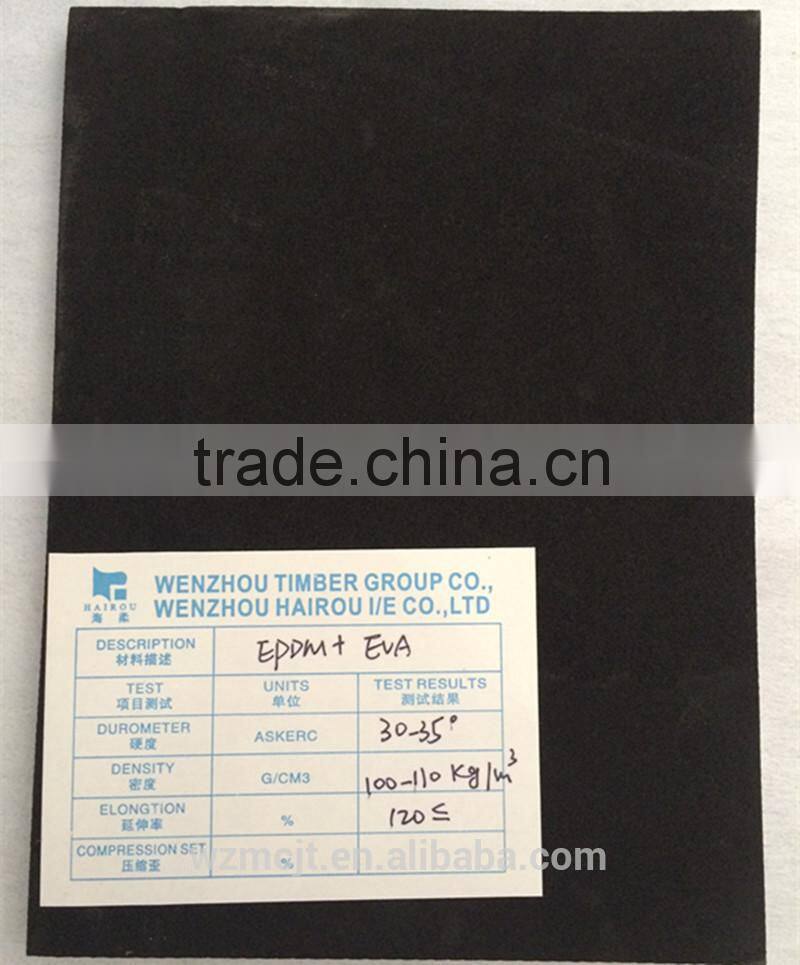 trade.china.cn
HAIROU
海柔
WENZHOU TIMBER GROUP CO.,
WENZHOU HAIROU I/E CO.,LTD
DESCRIPTION
材料描述
EPDM+ EVA
TEST UNITS TEST RESULTS
项目测试 单位 测试结果
DUROMETER
硬度
ASKERC
30-35°
DENSITY
密度
G/CM3
100-110 Kg/m³
ELONGTION
延伸率
%
120≤
COMPRESSION SET
压缩歪
%
wzmcjt.en.alibaba.com